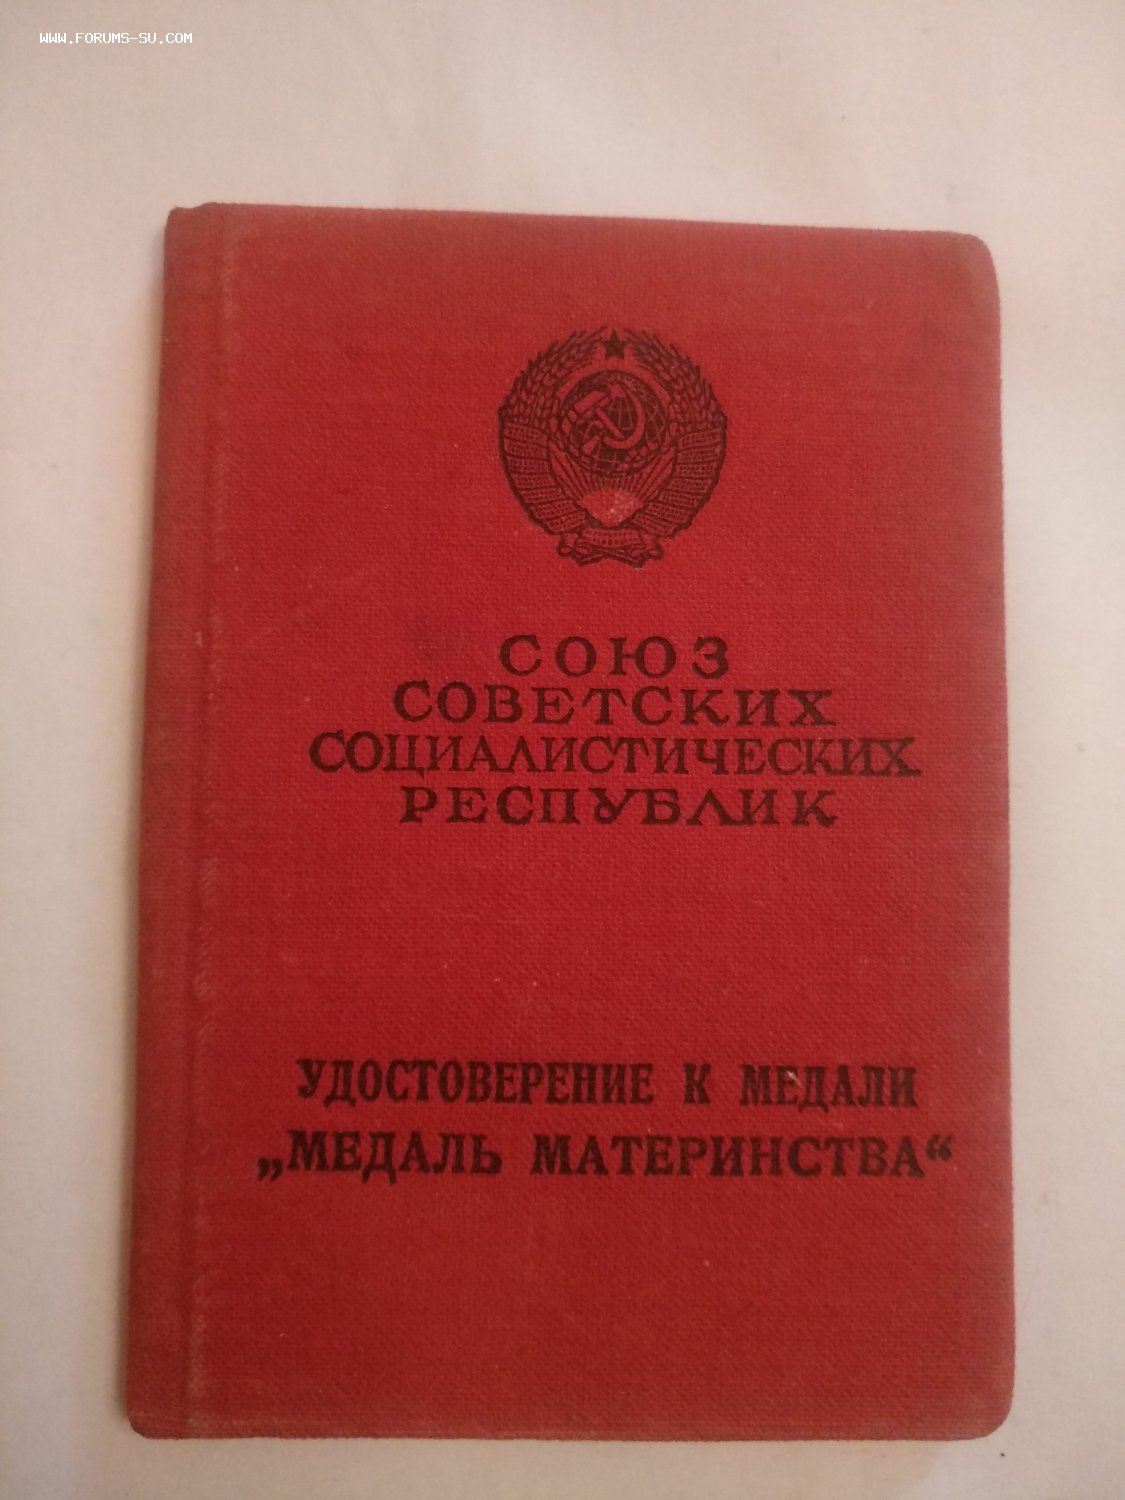 WWW.FORUMS-SU.COM
СОЮЗ
СОВЕТСКИХ
СОЦИАЛИСТИЧЕСКИХ
РЕСПУБЛИК
УДОСТОВЕРЕНИЕ К МЕДАЛИ
„МЕДАЛЬ МАТЕРИНСТВА“